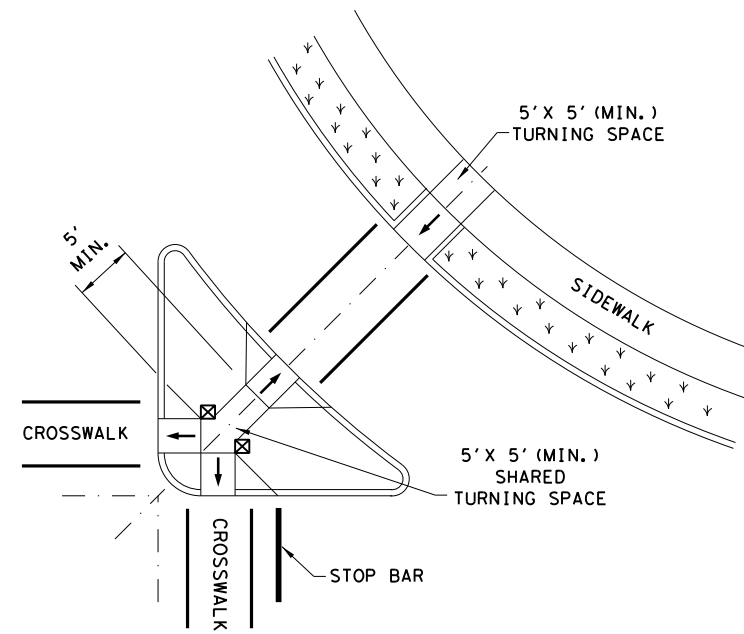 5' X 5' (MIN.)
TURNING SPACE
5'
MIN.
SIDEWALK
CROSSWALK
5' X 5' (MIN.)
SHARED
TURNING SPACE
CROSSWALK
STOP BAR